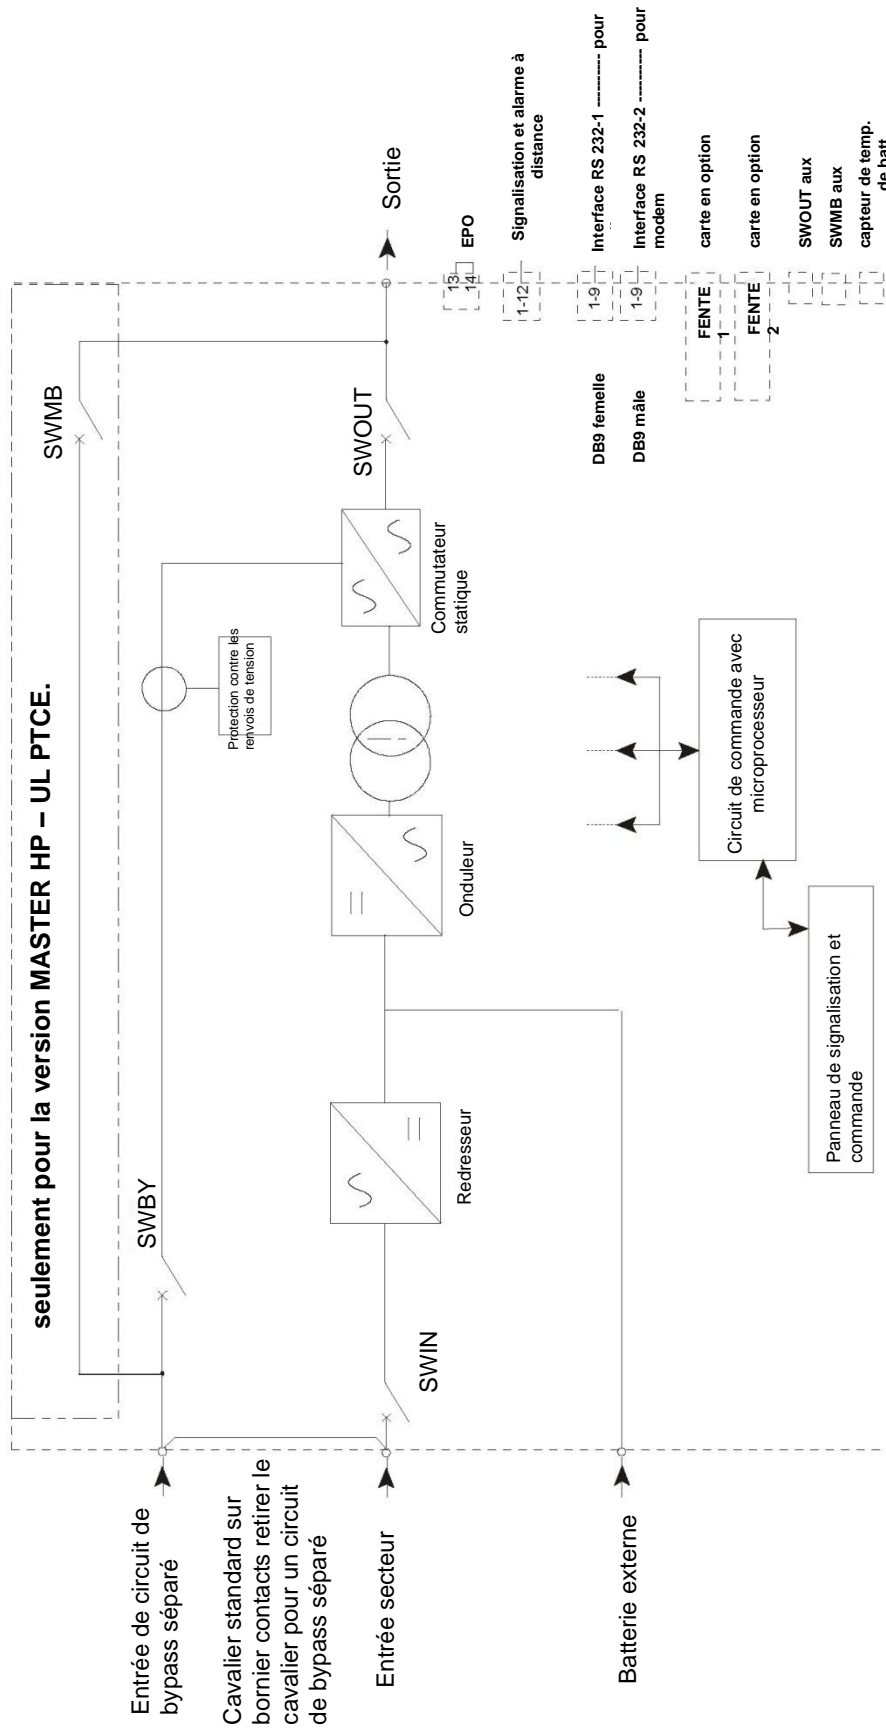 seulement pour la version MASTER HP – UL PTCE.
SWMB
SWBY
Protection contre les
renvois de tension
Entrée de circuit de
bypass séparé
Cavalier standard sur
bornier contacts retirer le
cavalier pour un circuit
de bypass séparé
Entrée secteur
SWIN
Redresseur
Onduleur
Commutateur
statique
SWOUT
Sortie
Batterie externe
13
14
EPO
1-12
Signalisation et alarme à
distance
DB9 femelle
1-9
Interface RS 232-1 ---------- pour
DB9 mâle
1-9
Interface RS 232-2 ---------- pour
modem
FENTE
1
carte en option
FENTE
2
carte en option
SWOUT aux
SWMB aux
capteur de temp.
de batt
Circuit de commande avec
microprocesseur
Panneau de signalisation et
commande